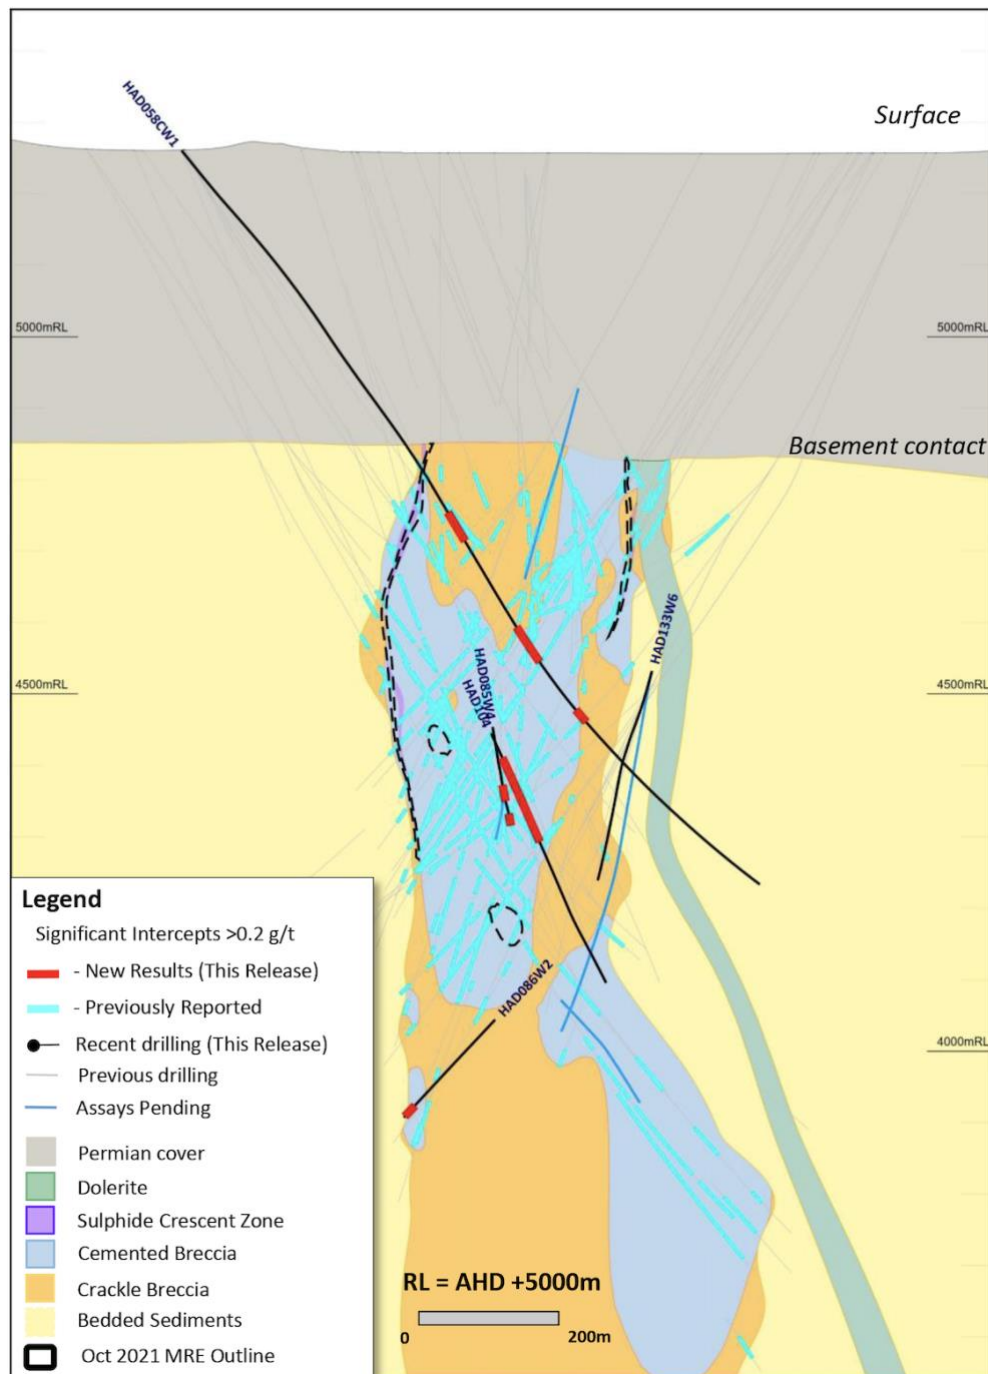 HAD058CW1
Surface
5000mRL
5000mRL
Basement contact
HAD133W6
4500mRL
4500mRL
HAD085W4
HAD104
HAD086W2
4000mRL
Legend
Significant Intercepts >0.2 g/t
- New Results (This Release)
- Previously Reported
Recent drilling (This Release)
Previous drilling
Assays Pending
Permian cover
Dolerite
Sulphide Crescent Zone
Cemented Breccia
Crackle Breccia
Bedded Sediments
Oct 2021 MRE Outline
RL = AHD +5000m
0
200m